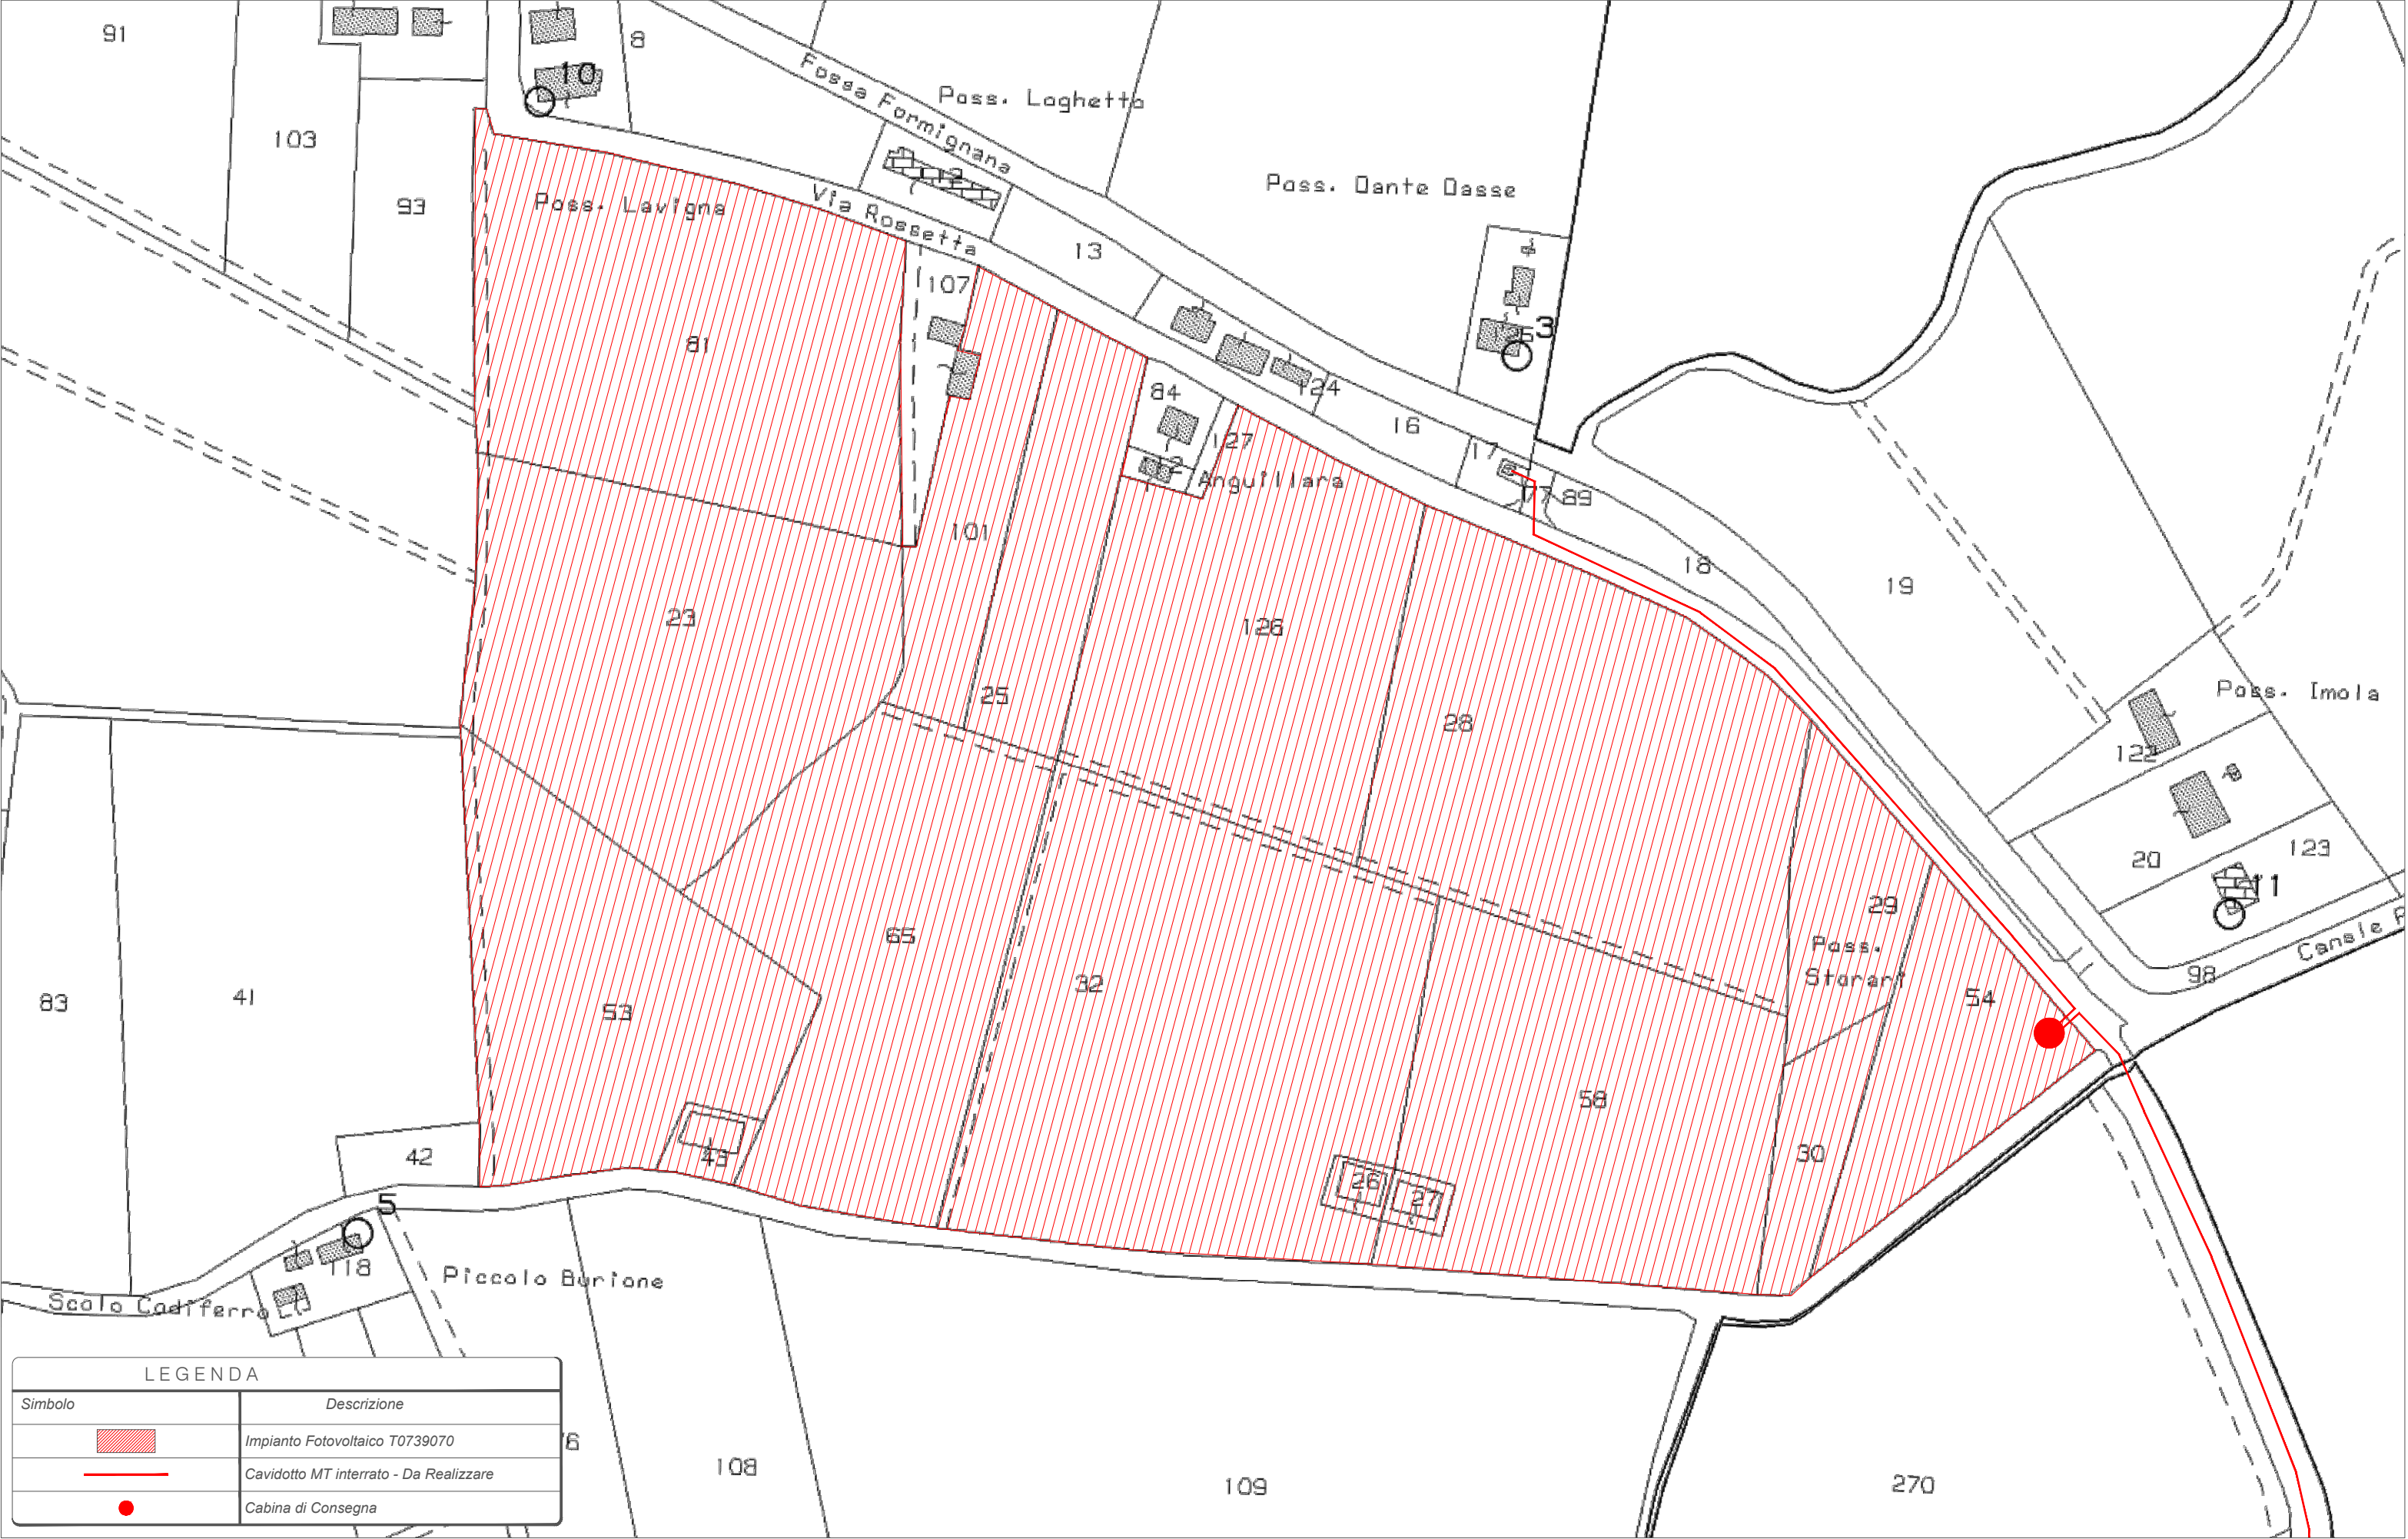 91
8
10
103
93
Fossa Formignana
Poss. Laghetto
Poss. Dante Dasse
12
Poss. Lavigna
Via Rossetta
13
107
81
3
84
124
127
16
17
Anguillara
77
89
101
18
19
23
126
25
28
Poss. Imola
122
20
123
11
29
65
Poss.
Storari
Canale
98
32
54
83
41
53
58
42
43
30
26
27
5
118
Piccolo Burione
Scolo Cadiferro
108
109
270
LEGENDA
Simbolo
Descrizione
Impianto Fotovoltaico T0739070
Cavidotto MT interrato - Da Realizzare
Cabina di Consegna